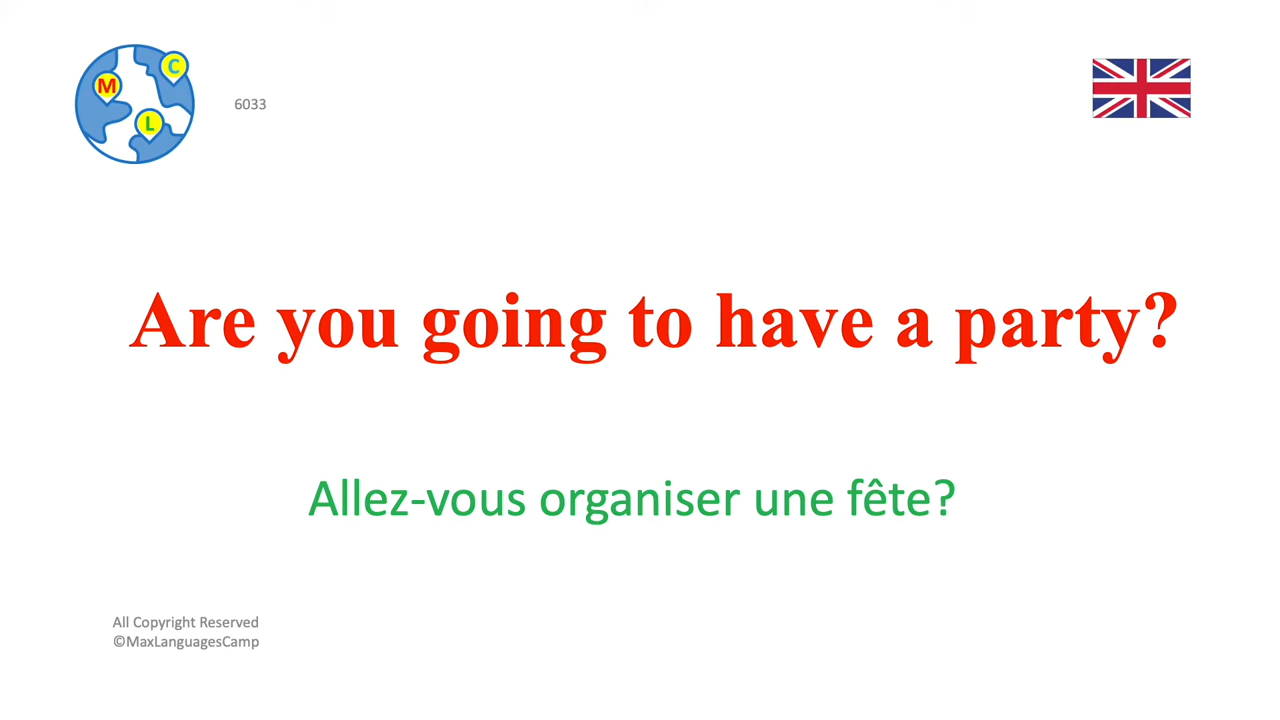 M
C
L
6033
Are you going to have a party?
Allez-vous organiser une fête?
All Copyright Reserved
©MaxLanguagesCamp